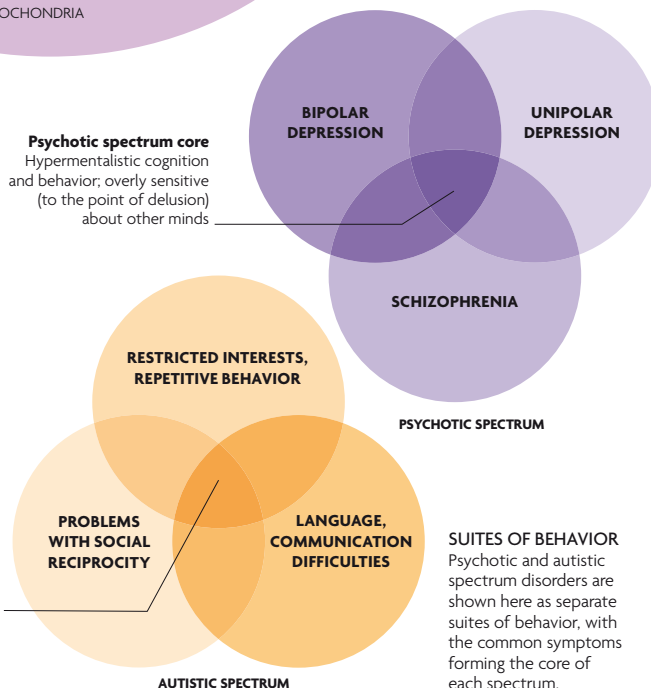 OCHONDRIA
BIPOLAR
DEPRESSION
UNIPOLAR
DEPRESSION
Psychotic spectrum core
Hypermentalistic cognition
and behavior; overly sensitive
(to the point of delusion)
about other minds
SCHIZOPHRENIA
RESTRICTED INTERESTS,
REPETITIVE BEHAVIOR
PSYCHOTIC SPECTRUM
PROBLEMS
WITH SOCIAL
RECIPROCITY
LANGUAGE,
COMMUNICATION
DIFFICULTIES
SUITES OF BEHAVIOR
Psychotic and autistic
spectrum disorders are
shown here as separate
suites of behavior, with
the common symptoms
forming the core of
each spectrum.
AUTISTIC SPECTRUM